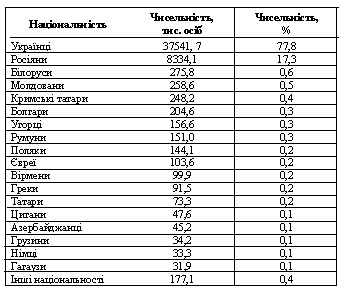 Національність Чисельність, тис. осіб Чисельність, %
Українці 37541, 7 77,8
Росіяни 8334,1 17,3
Білоруси 275,8 0,6
Молдовани 258,6 0,5
Кримські татари 248,2 0,4
Болгари 204,6 0,3
Угорці 156,6 0,3
Румуни 151,0 0,3
Поляки 144,1 0,2
Євреї 103,6 0,2
Вірмени 99,9 0,2
Греки 91,5 0,2
Татари 73,3 0,2
Цигани 47,6 0,1
Азербайджанці 45,2 0,1
Грузини 34,2 0,1
Німці 33,3 0,1
Гагаузи 31,9 0,1
Інші національності 177,1 0,4